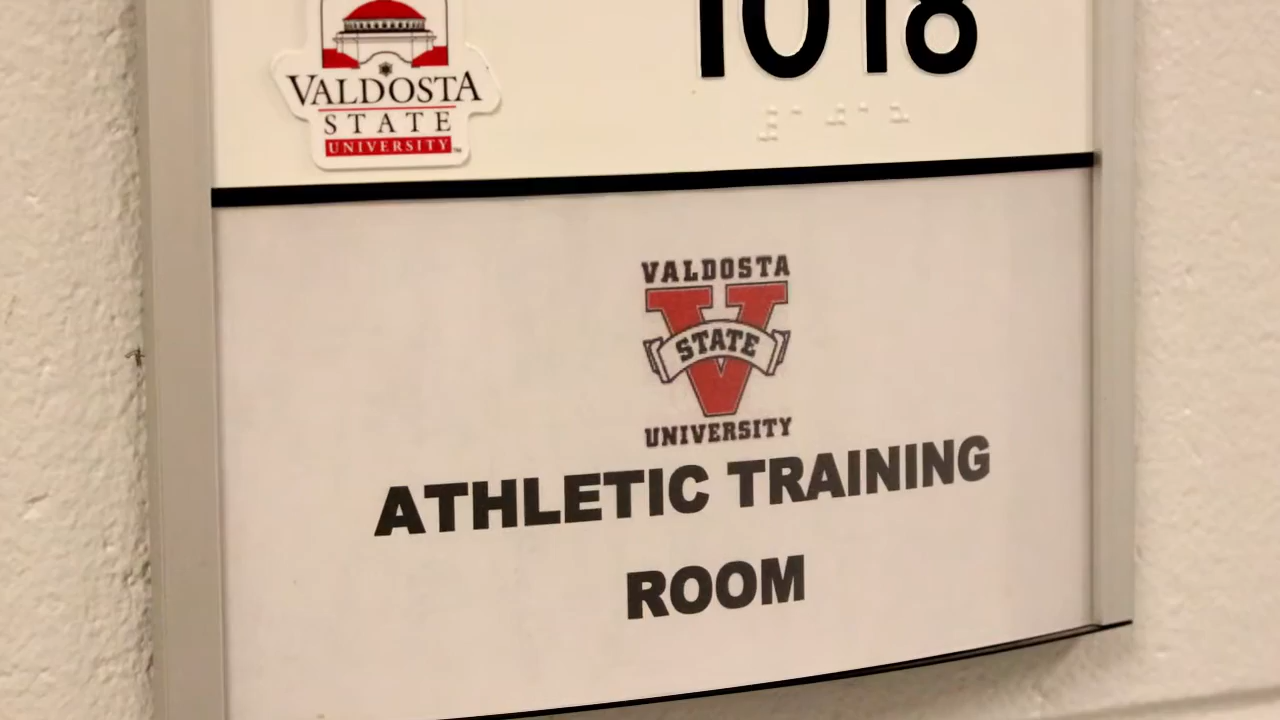 1018
VALDOSTA
STATE
UNIVERSITY
VALDOSTA
STATE
UNIVERSITY
ATHLETIC TRAINING
ROOM